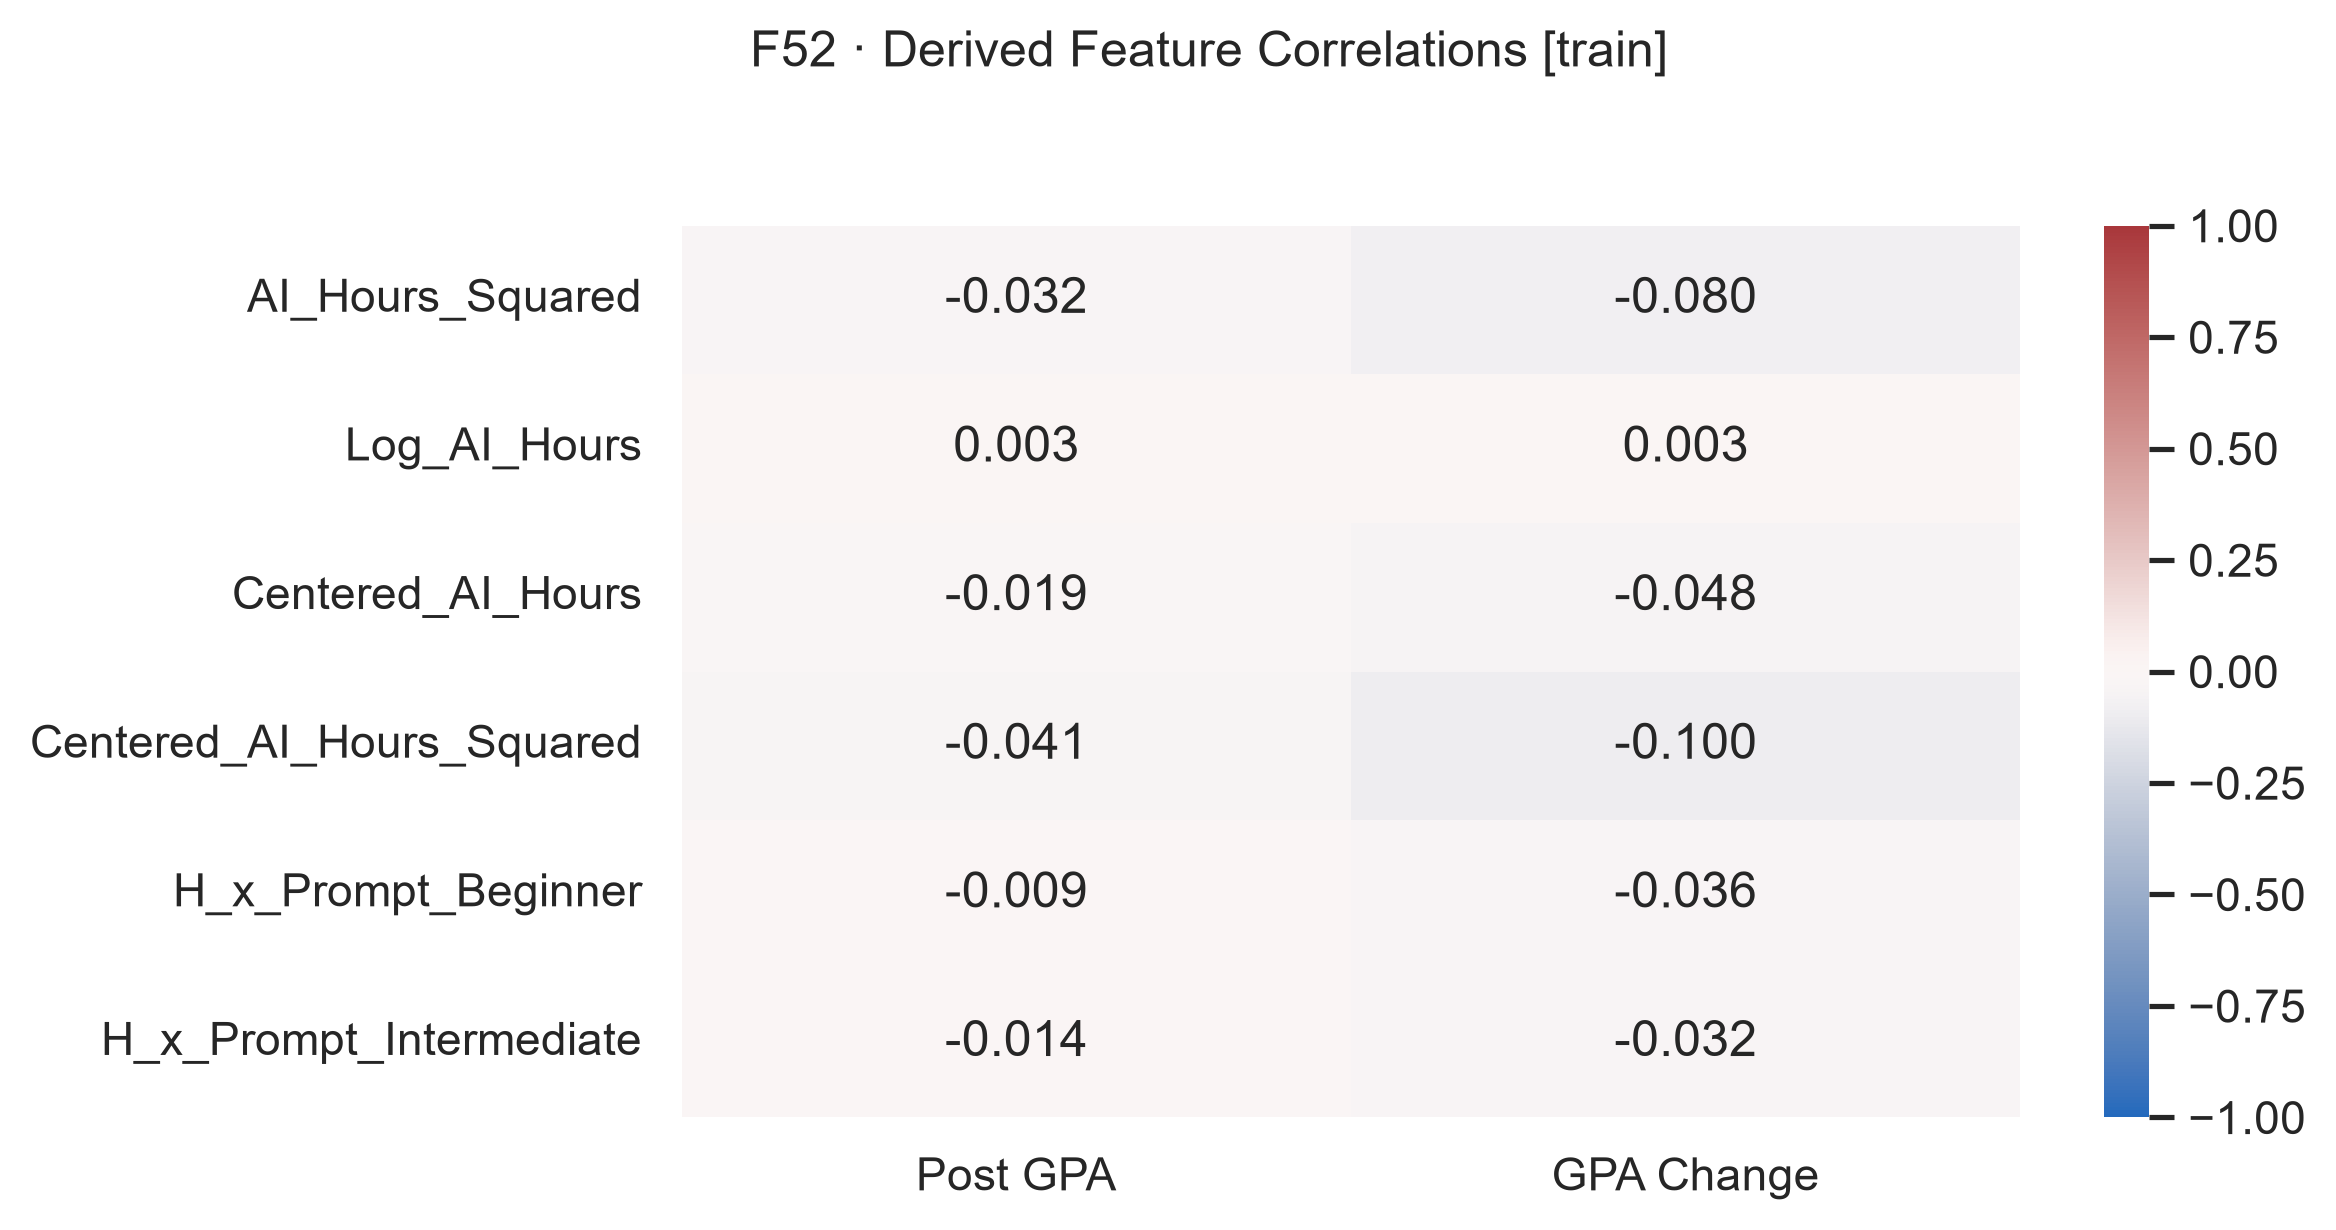 F52 · Derived Feature Correlations [train]
AI_Hours_Squared -0.032 -0.080
Log_AI_Hours 0.003 0.003
Centered_AI_Hours -0.019 -0.048
Centered_AI_Hours_Squared -0.041 -0.100
H_x_Prompt_Beginner -0.009 -0.036
H_x_Prompt_Intermediate -0.014 -0.032
Post GPA GPA Change
1.00
0.75
0.50
0.25
0.00
−0.25
−0.50
−0.75
−1.00